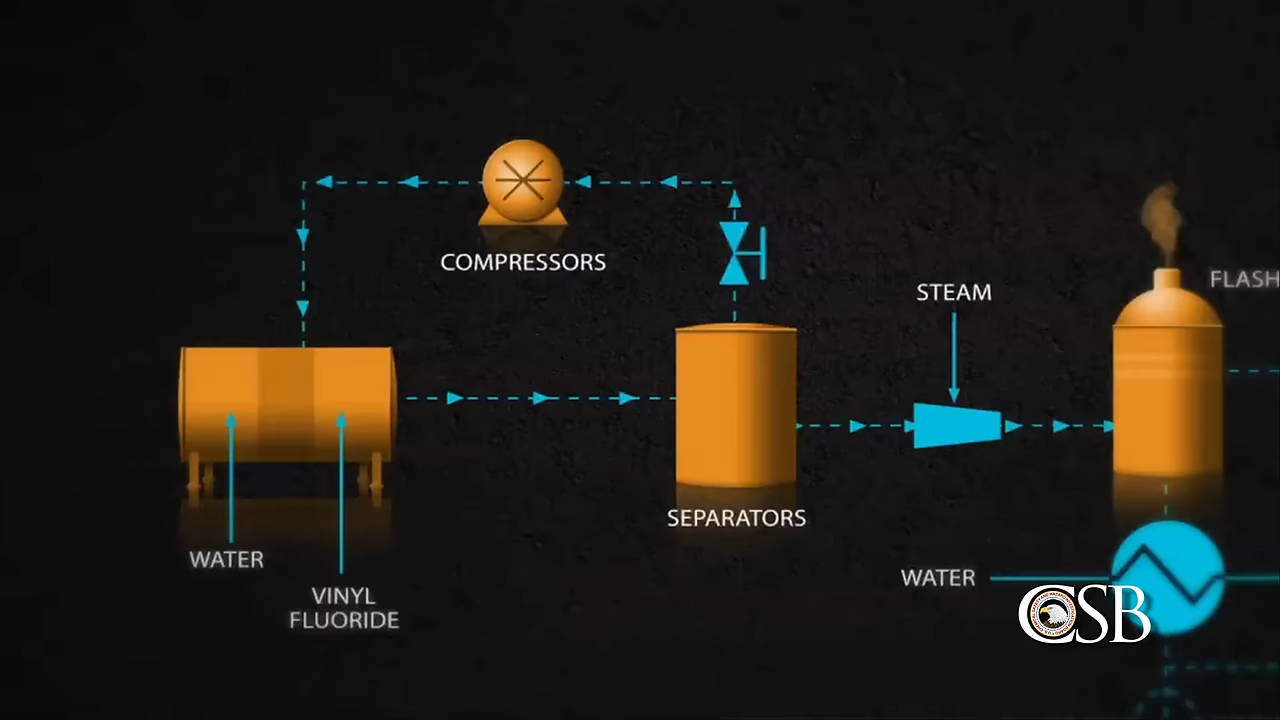 COMPRESSORS
STEAM
FLASH
SEPARATORS
WATER
WATER
VINYL
FLUORIDE
CSB